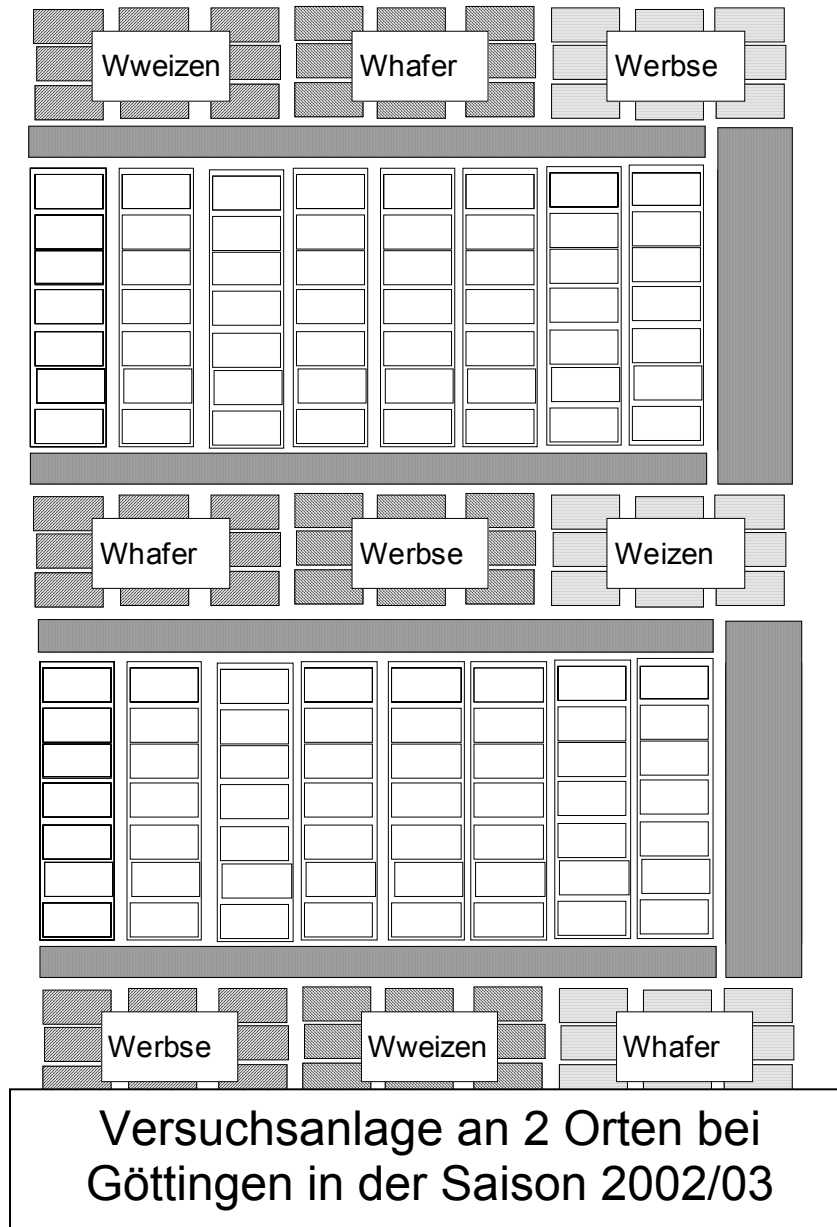 Wweizen Whafer Werbse
Whafer Werbse Weizen
Werbse Wweizen Whafer
Versuchsanlage an 2 Orten bei
Göttingen in der Saison 2002/03